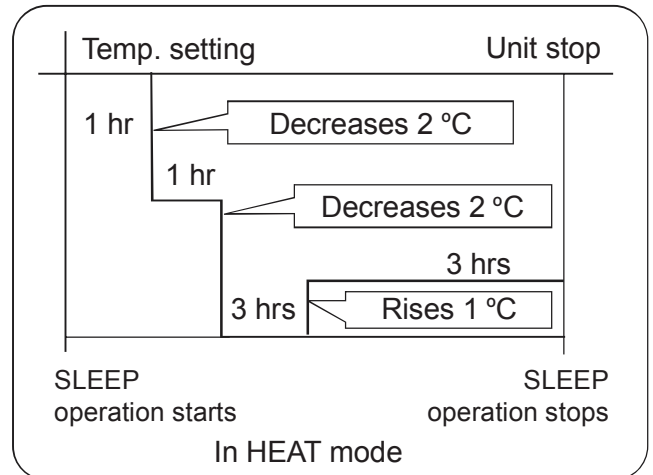 Temp. setting
Unit stop
1 hr
Decreases 2 ºC
1 hr
Decreases 2 ºC
3 hrs
3 hrs
Rises 1 ºC
SLEEP
operation starts
SLEEP
operation stops
In HEAT mode